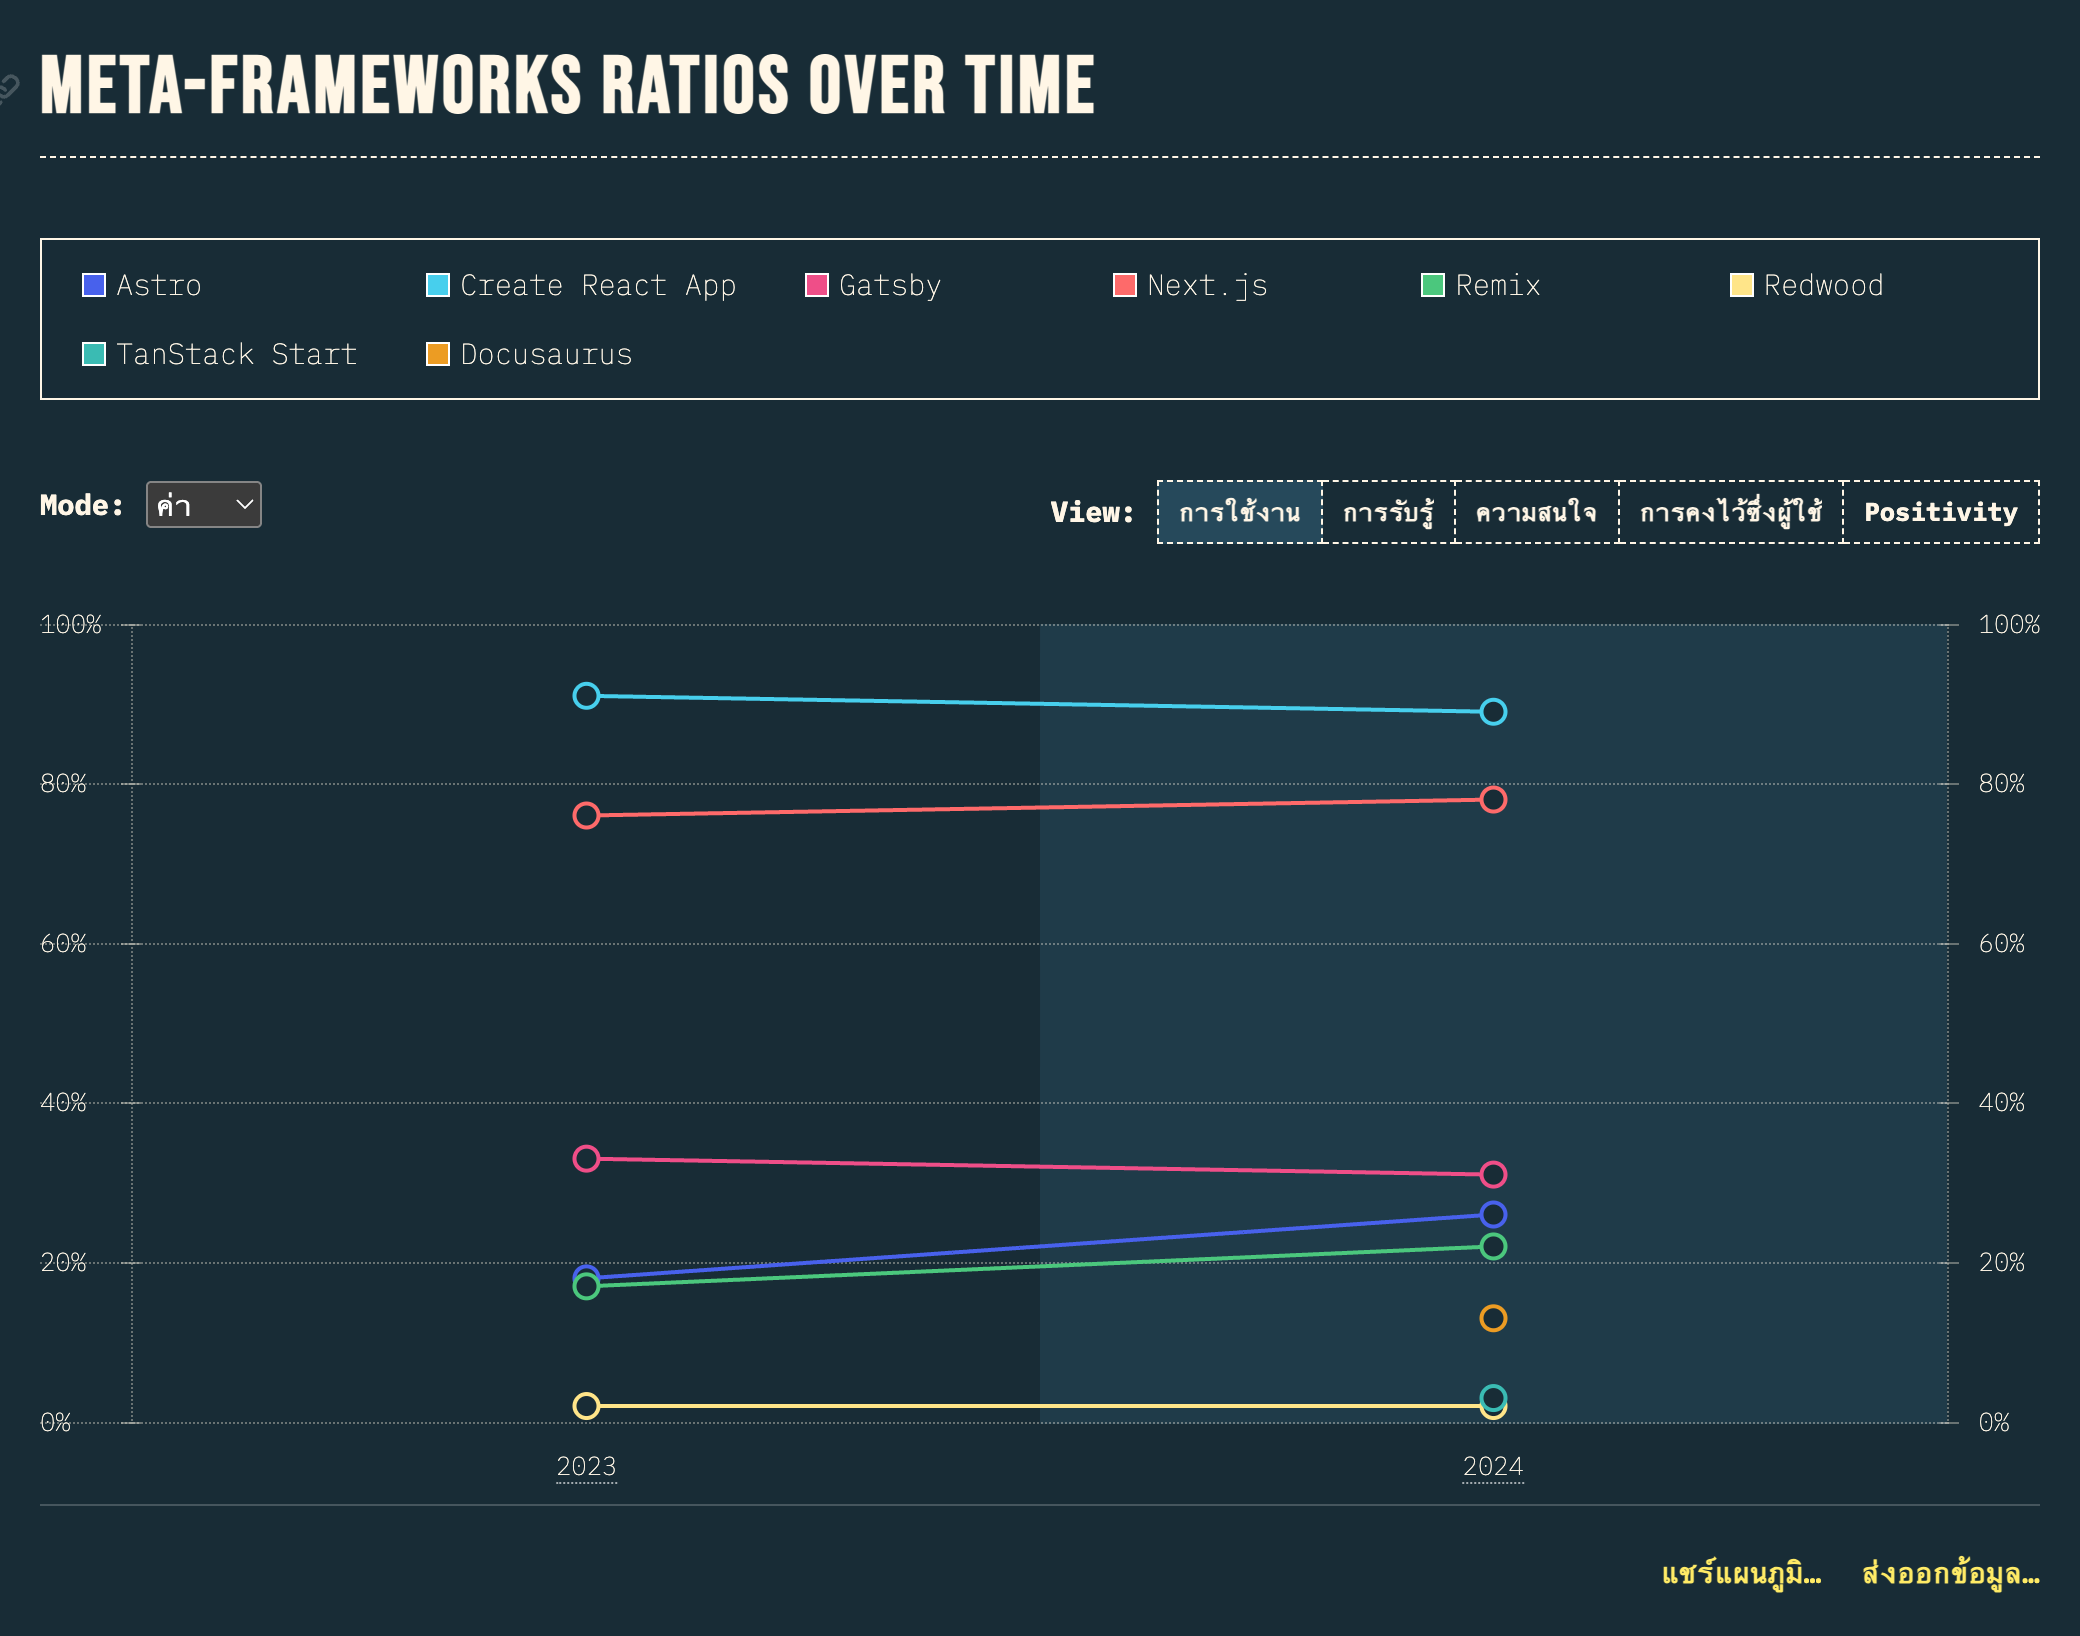 META-FRAMEWORKS RATIOS OVER TIME
Astro Create React App Gatsby Next.js Remix Redwood
TanStack Start Docusaurus
Mode: ค่า View: การใช้งาน การรับรู้ ความสนใจ การคงไว้ซึ่งผู้ใช้ Positivity
100% 100%
80% 80%
60% 60%
40% 40%
20% 20%
0% 0%
2023 2024
แชร์แผนภูมิ… ส่งออกข้อมูล…